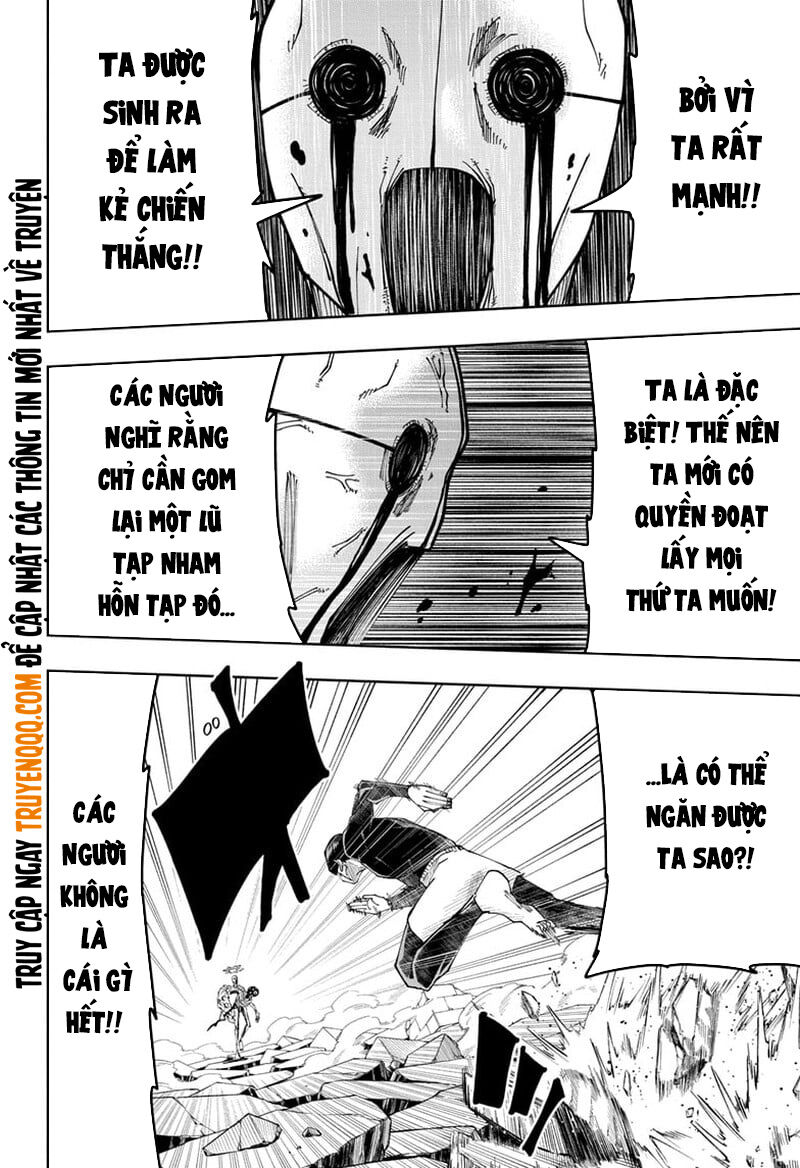 BỞI VÌ
TA RẤT
MẠNH!!
TA ĐƯỢC
SINH RA
ĐỂ LÀM
KẺ CHIẾN
THẮNG!!
TA LÀ ĐẶC
BIỆT! THẾ NÊN
TA MỚI CÓ
QUYỀN ĐOẠT
LẤY MỌI
THỨ TA MUỐN!
CÁC NGƯƠI
NGHĨ RẰNG
CHỈ CẦN GOM
LẠI MỘT LŨ
TẠP NHAM
HỖN TẠP ĐÓ...
...LÀ CÓ THỂ
NGĂN ĐƯỢC
TA SAO?!
CÁC
NGƯƠI
KHÔNG
LÀ
CÁI GÌ
HẾT!!
TRUY CẬP NGAY TRUYENQQQ.COM ĐỂ CẬP NHẬT CÁC THÔNG TIN MỚI NHẤT VỀ TRUYỆN